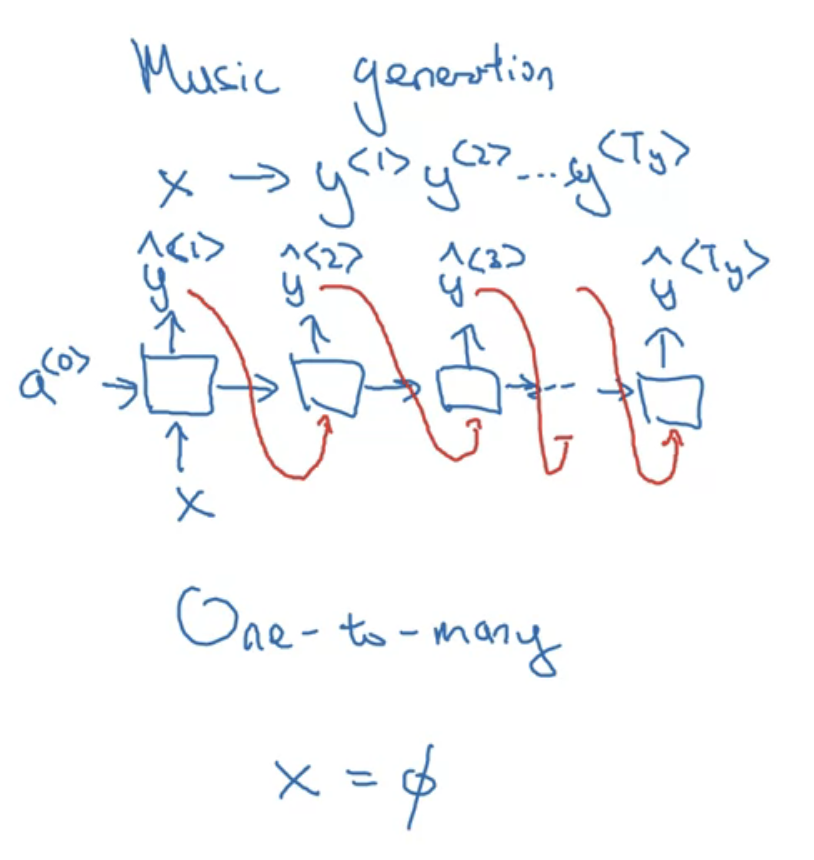 Music generation
x → y<1> y<2> ... y<Ty>
ŷ<1> ŷ<2> ŷ<3> ŷ<Ty>
a<0>
x
One-to-many
x = ϕ